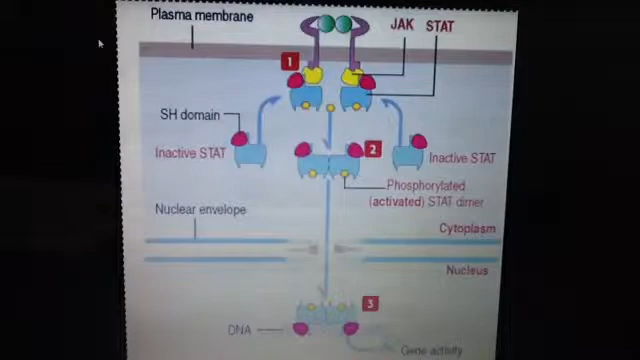 Plasma membrane
JAK STAT
1
SH domain
Inactive STAT
2
Inactive STAT
Phosphorylated
(activated) STAT dimer
Nuclear envelope
Cytoplasm
Nucleus
3
DNA
Gene activity